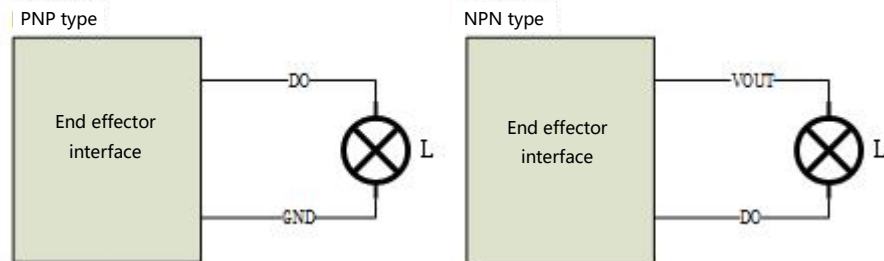 PNP type
NPN type
DO
VOUT
End effector
interface
L
End effector
interface
L
GND
DO